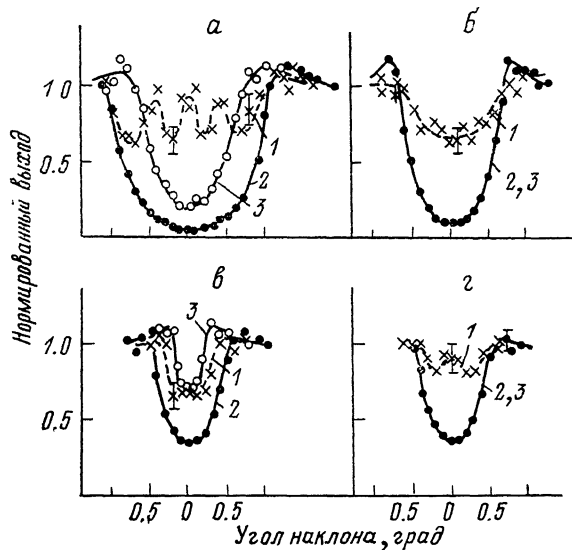 а
б
1.0
0.5
1
2
3
1
2, 3
Нормированный выход
в
г
1.0
0.5
3
1
2
1
2, 3
0.5 0 0.5
0.5 0 0.5
Угол наклона, град